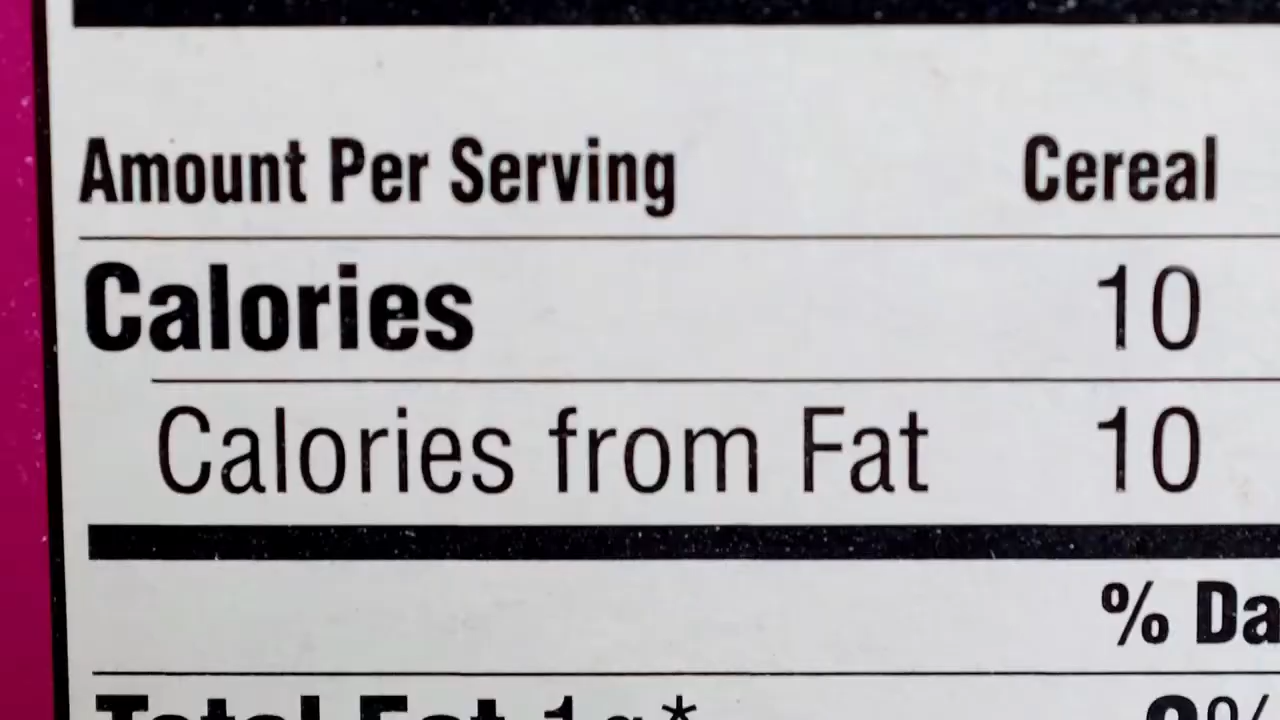 Amount Per Serving Cereal
Calories 10
Calories from Fat 10
% Da
Total Fat 1g*